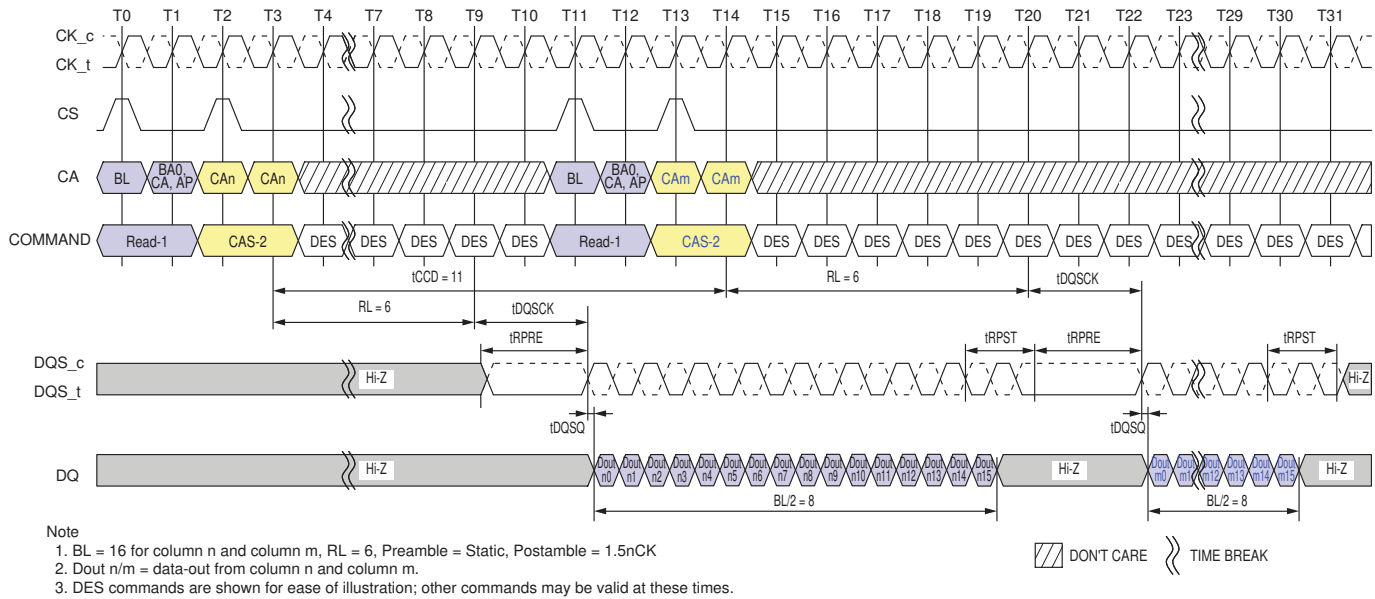 T0 T1 T2 T4 T7 T8 T9 T10 T11 T12 T13 T14 T15 T16 T17 T18 T19 T20 T21 T22 T23 T29 T30 T31
CK_c
CK_t
CS
CA BL BA0, CA, AP CAn CAn BL BA0, CA, AP CAm CAm
COMMAND Read-1 CAS-2 DES DES DES DES DES Read-1 CAS-2 DES DES DES DES DES DES DES DES DES DES DES DES
tCCD = 11 RL = 6 tDQSCK
RL = 6 tDQSCK
tRPRE tRPST tRPRE tRPST
DQS_c
DQS_t
Hi-Z Hi-Z
tDQSQ tDQSQ
DQ Hi-Z Dout n0 Dout n1 Dout n2 Dout n3 Dout n4 Dout n5 Dout n6 Dout n7 Dout n8 Dout n9 Dout n10 Dout n11 Dout n12 Dout n13 Dout n14 Dout n15 Hi-Z Dout m0 Dout m1 Dout m12 Dout m13 Dout m14 Dout m15 Hi-Z
BL/2 = 8 BL/2 = 8
Note
1. BL = 16 for column n and column m, RL = 6, Preamble = Static, Postamble = 1.5nCK
2. Dout n/m = data-out from column n and column m.
3. DES commands are shown for ease of illustration; other commands may be valid at these times.
DON'T CARE TIME BREAK